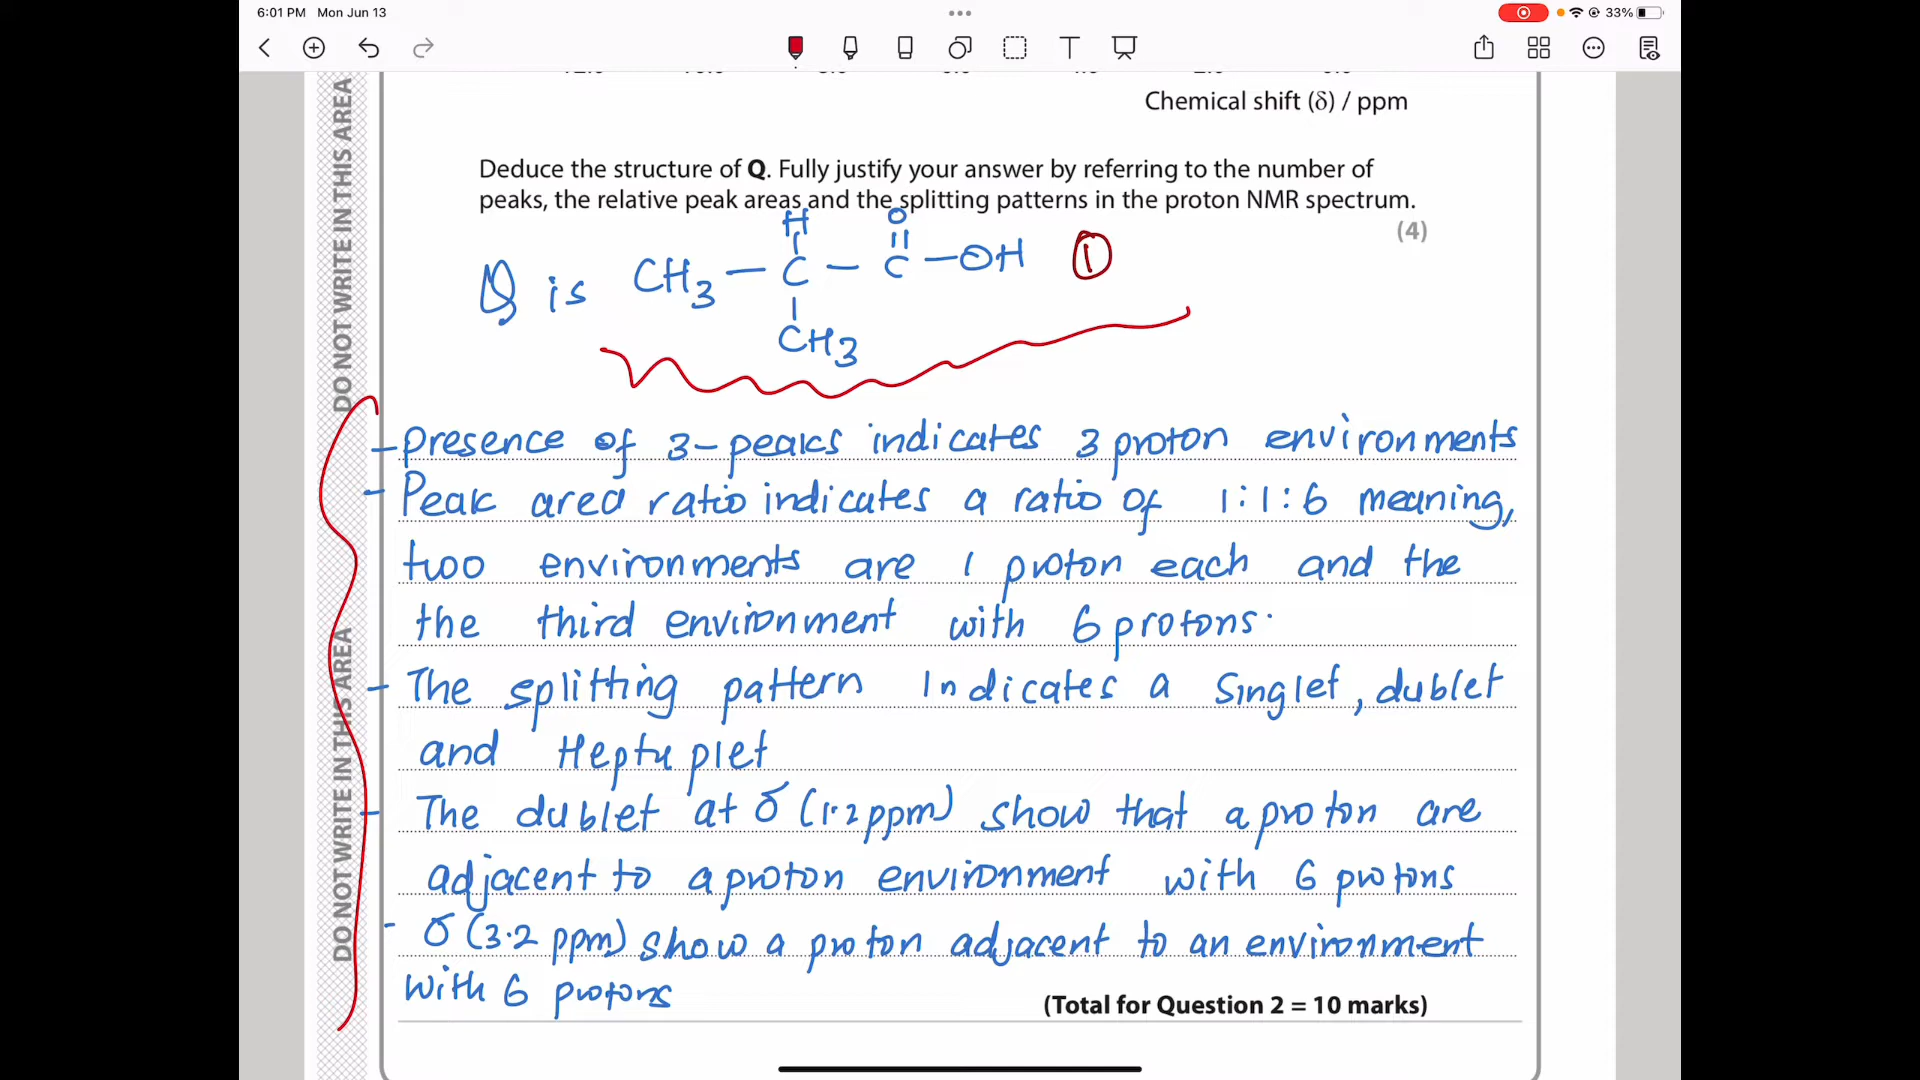 6:01 PM Mon Jun 13
33%
Chemical shift (δ) / ppm
Deduce the structure of Q. Fully justify your answer by referring to the number of
peaks, the relative peak areas and the splitting patterns in the proton NMR spectrum.
(4)
H O
Q is CH3 — C — C — OH 1
CH3
- Presence of 3-peaks indicates 3 proton environments
- Peak area ratio indicates a ratio of 1:1:6 meaning,
two environments are 1 proton each and the
the third environment with 6 protons.
- The splitting pattern Indicates a Singlet, dublet
and Heptuplet
- The dublet at δ (1.2 ppm) show that a proton are
adjacent to a proton environment with 6 protons
- δ (3.2 ppm) show a proton adjacent to an environment
with 6 protons
(Total for Question 2 = 10 marks)
DO NOT WRITE IN THIS AREA
DO NOT WRITE IN THIS AREA